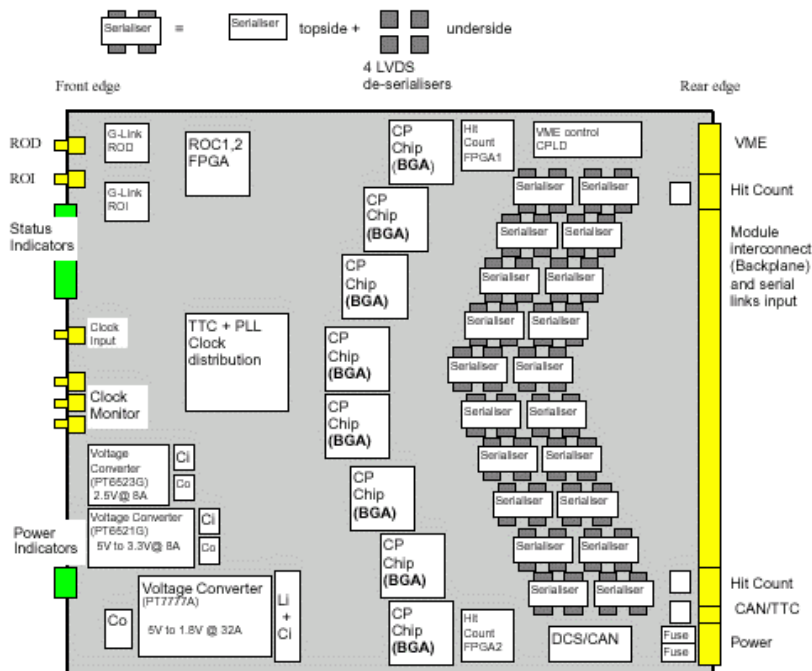 Serialiser = Serialiser topside + underside
4 LVDS
de-serialisers
Front edge
Rear edge
ROD
ROI
Status
Indicators
Clock
Input
Clock
Monitor
Power
Indicators
G-Link
ROD
G-Link
ROI
ROC1,2
FPGA
TTC + PLL
Clock
distribution
Voltage
Converter
(PT6523G)
2.5V@ 8A
Ci
Co
Voltage Converter
(PT6521G)
5V to 3.3V@ 8A
Ci
Co
Co
Voltage Converter
(PT7777A)
5V to 1.8V @ 32A
Li
+
Ci
CP
Chip
(BGA)
CP
Chip
(BGA)
CP
Chip
(BGA)
CP
Chip
(BGA)
CP
Chip
(BGA)
CP
Chip
(BGA)
CP
Chip
(BGA)
CP
Chip
(BGA)
Hit
Count
FPGA1
VME control
CPLD
Serialiser Serialiser
Serialiser Serialiser
Serialiser Serialiser
Serialiser Serialiser
Serialiser Serialiser
Serialiser Serialiser
Serialiser Serialiser
Serialiser Serialiser
Serialiser Serialiser
Serialiser Serialiser
Hit
Count
FPGA2
DCS/CAN
Fuse
Fuse
VME
Hit Count
Module
interconnect
(Backplane)
and serial
links input
Hit Count
CAN/TTC
Power